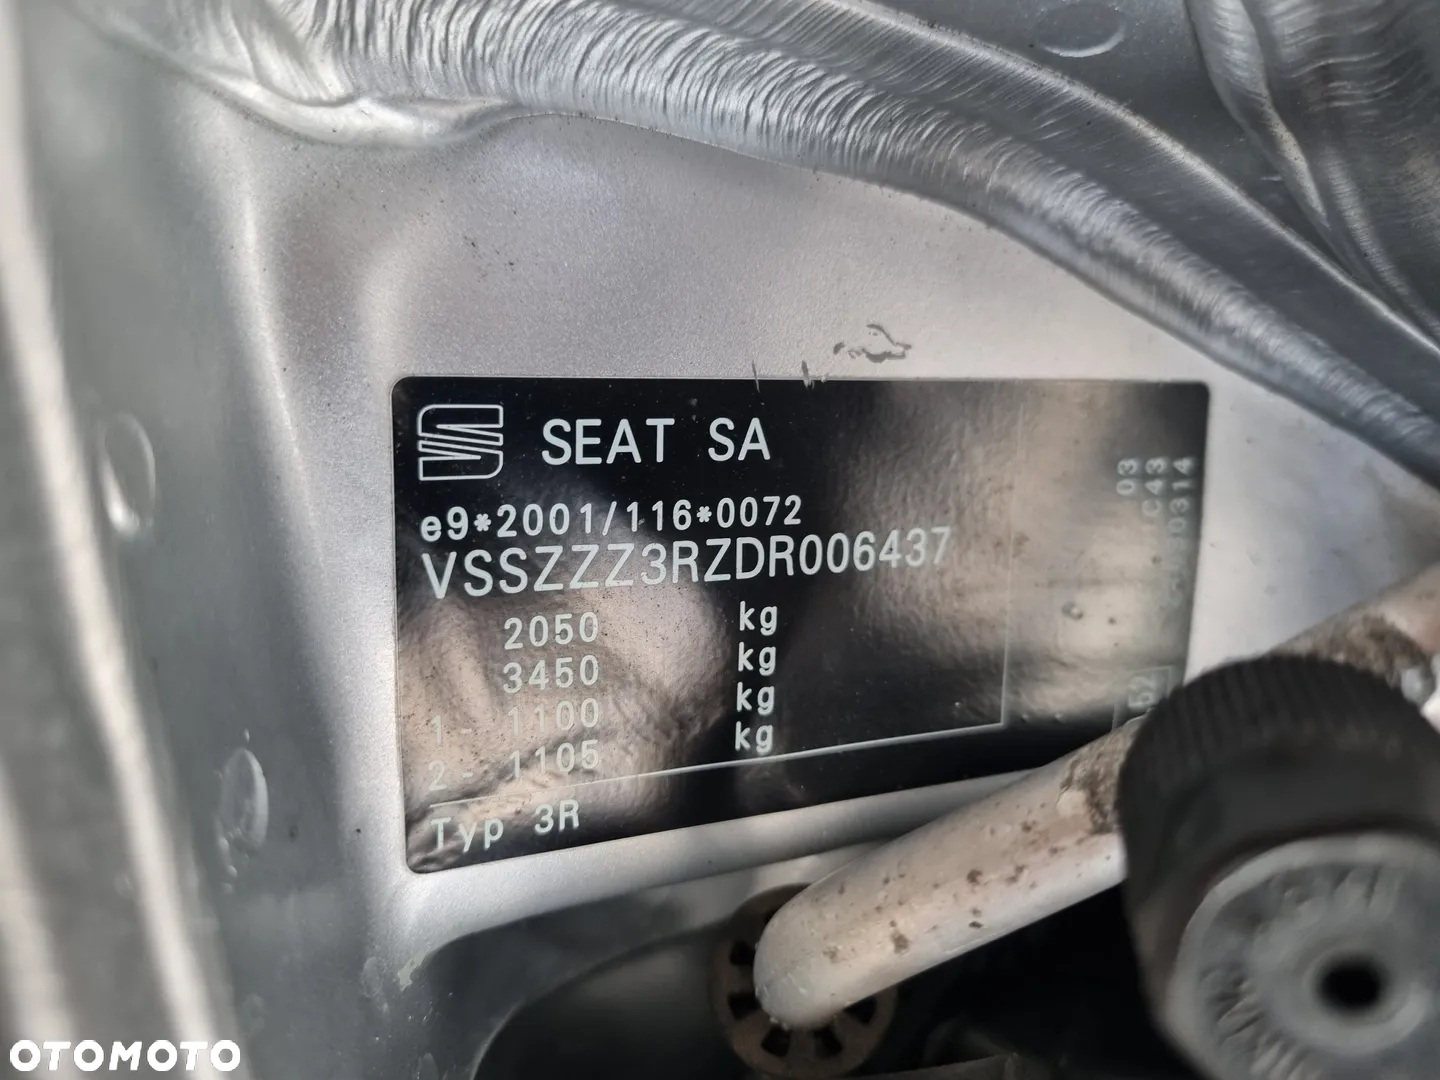 SEAT SA
e9*2001/116*0072
VSSZZZ3RZDR006437
2050 kg
3450 kg
1 - 1100 kg
2 - 1105 kg
Typ 3R
03
52
OTOMOTO